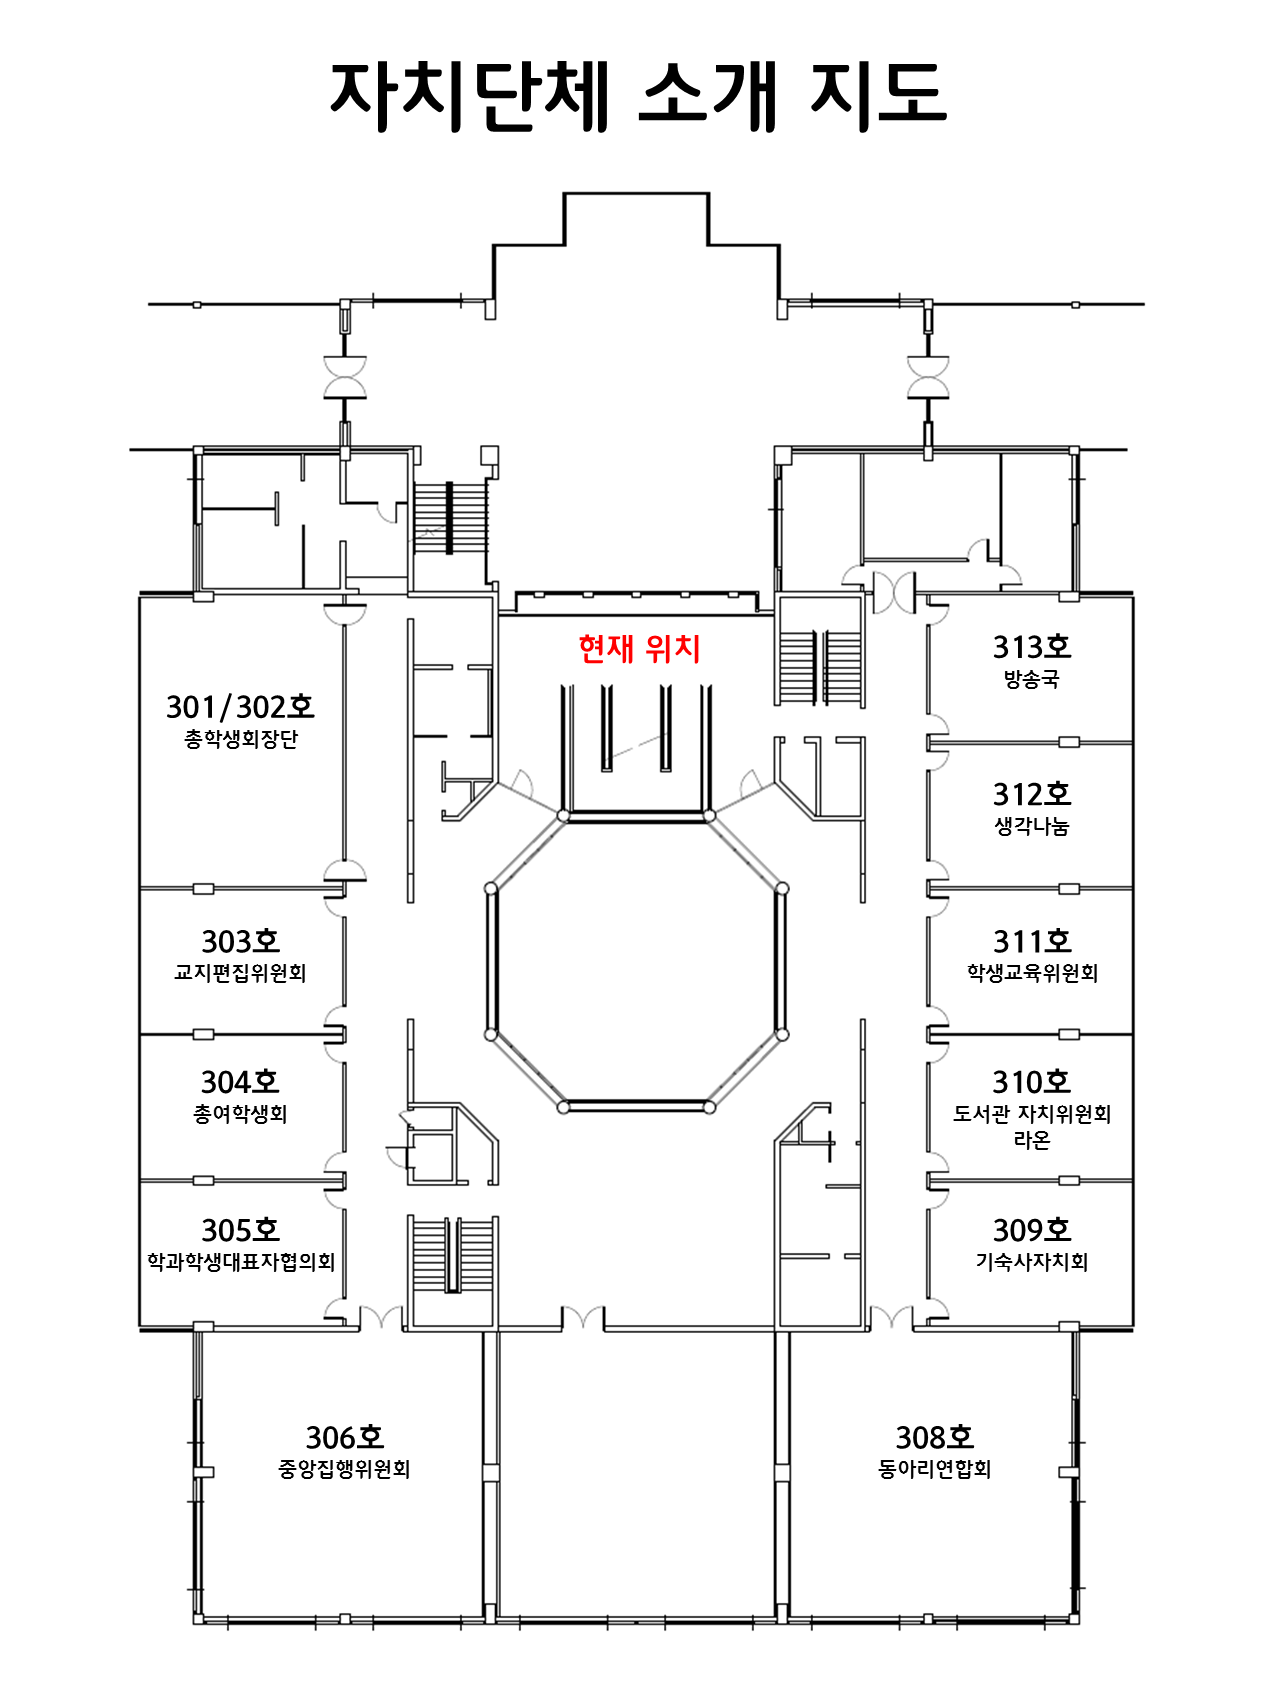 자치단체 소개 지도
현재 위치
301/302호
총학생회장단
303호
교지편집위원회
304호
총여학생회
305호
학과학생대표자협의회
306호
중앙집행위원회
313호
방송국
312호
생각나눔
311호
학생교육위원회
310호
도서관 자치위원회
라온
309호
기숙사자치회
308호
동아리연합회